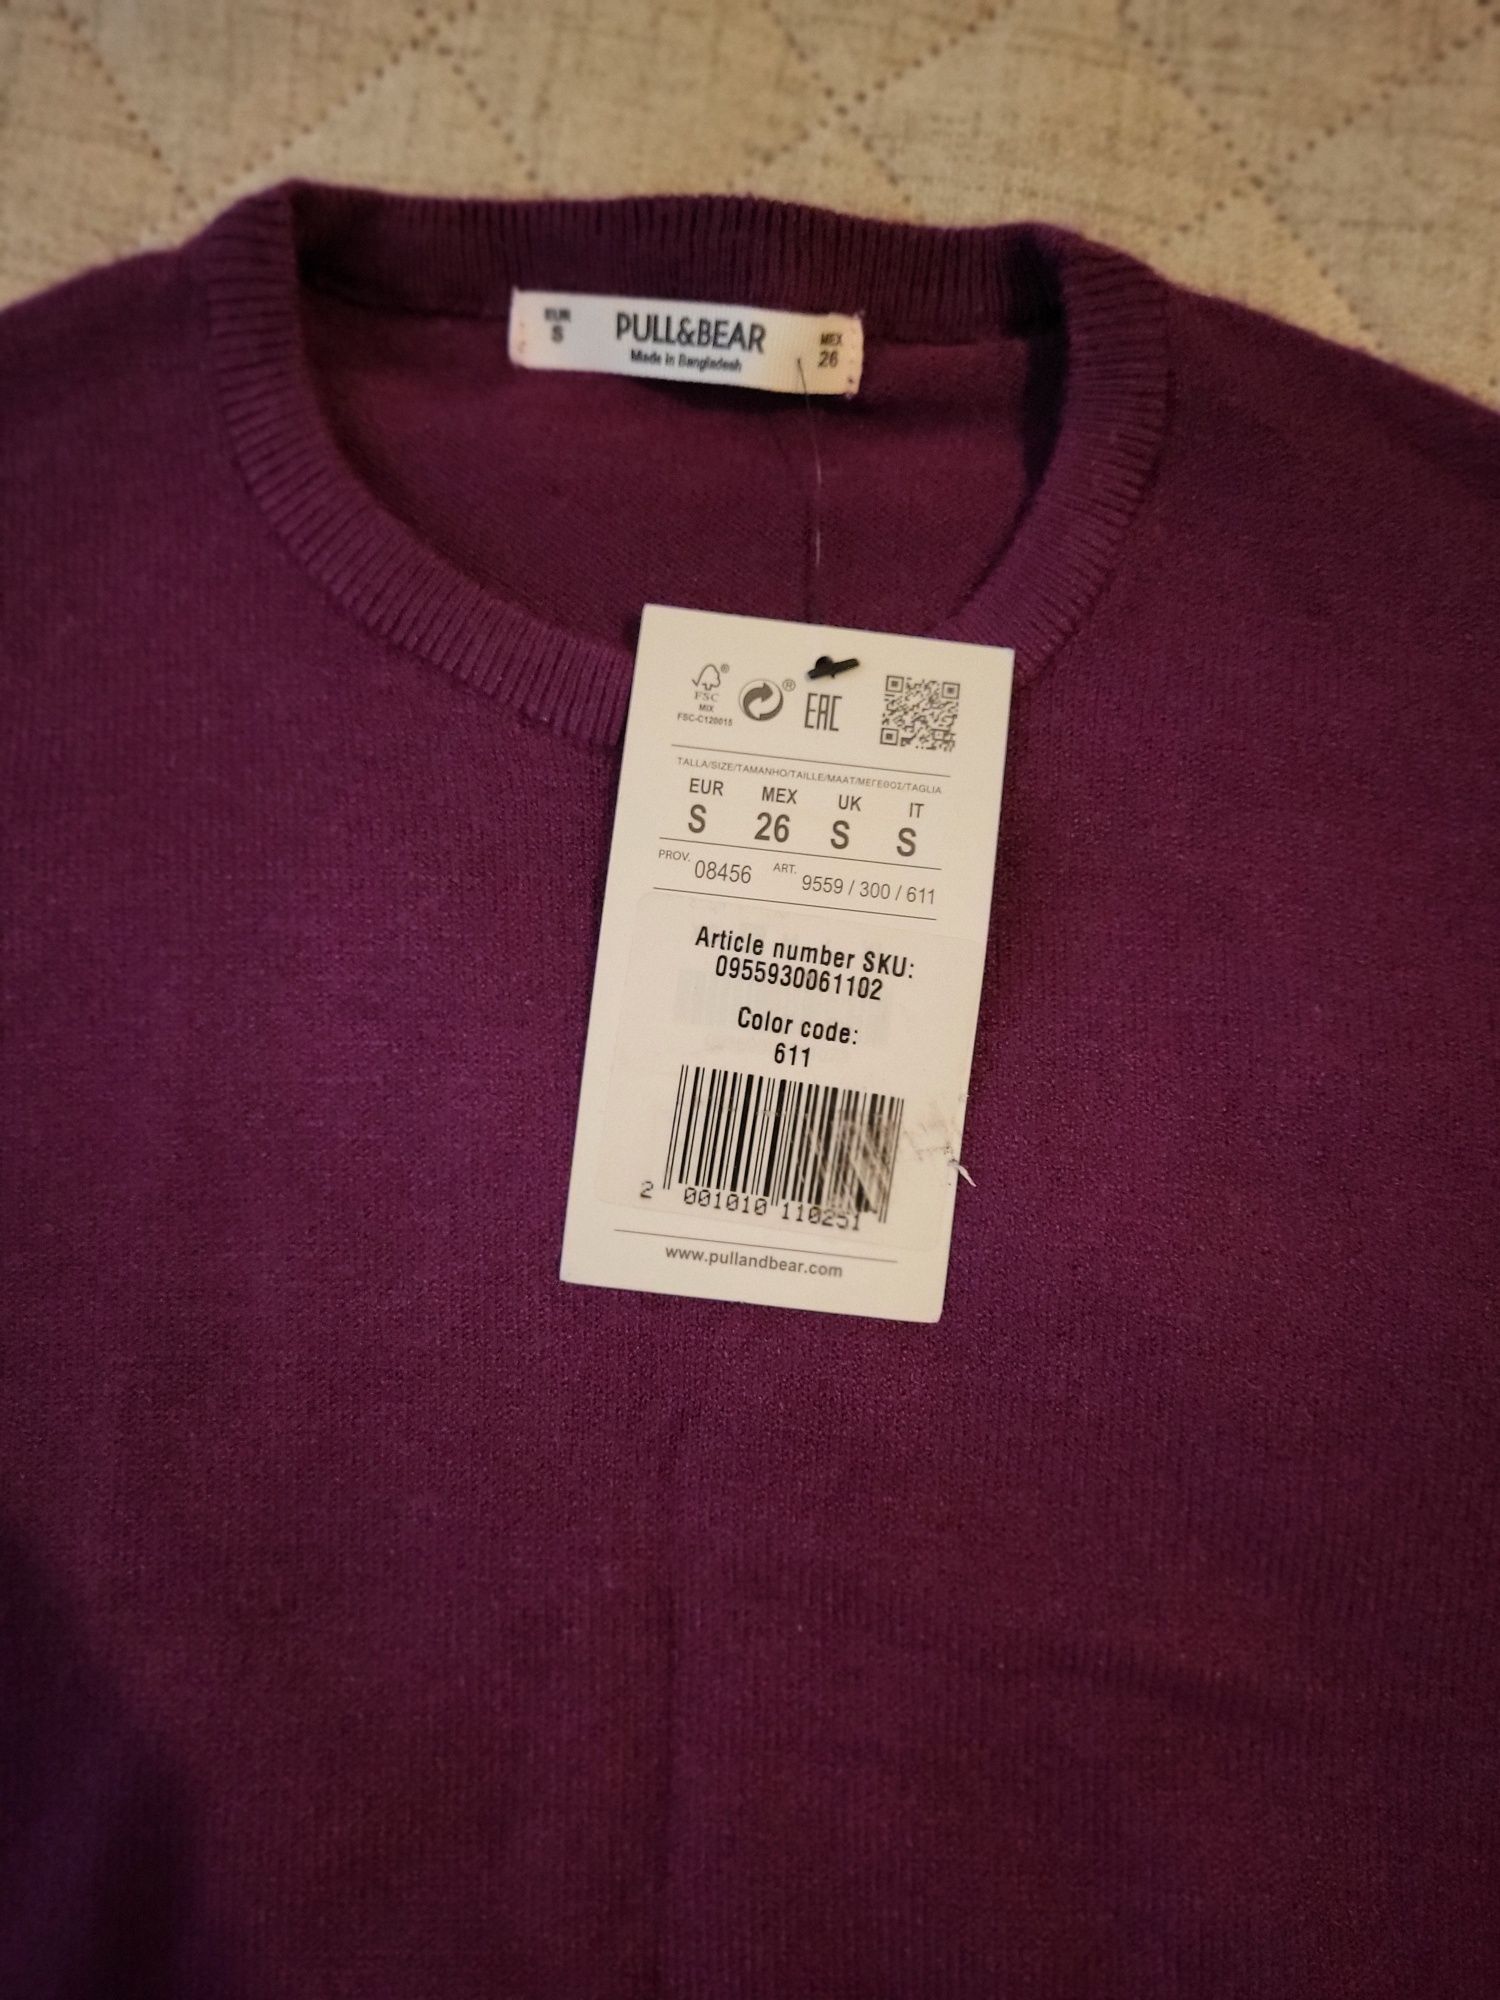 EUR
S
PULL&BEAR
Made in Bangladesh
MEX
26
FSC
MIX
FSC-C120015
EAC
TALLA/SIZE/TAMANHO/TAILLE/MAAT/ΜΕΓΕΘΟΣ/TAGLIA
EUR MEX UK IT
S 26 S S
PROV. 08456 ART. 9559 / 300 / 611
Article number SKU:
0955930061102
Color code:
611
2 001010 110251
www.pullandbear.com